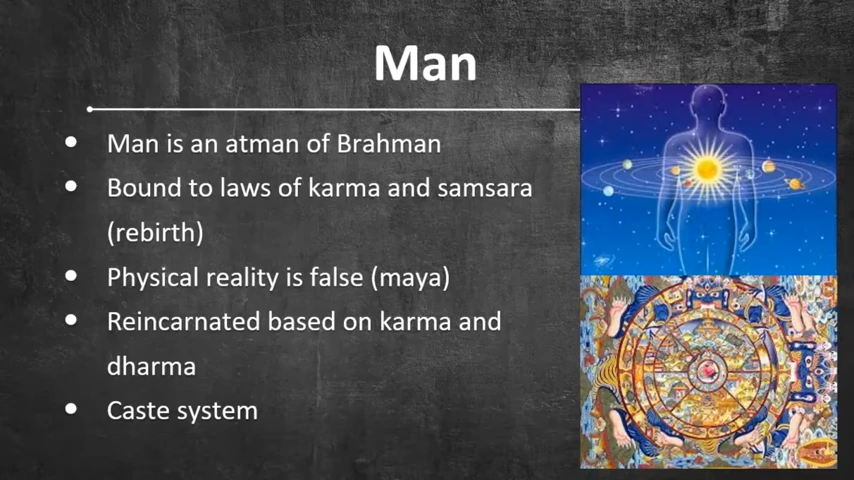 Man
● Man is an atman of Brahman
● Bound to laws of karma and samsara
(rebirth)
● Physical reality is false (maya)
● Reincarnated based on karma and
dharma
● Caste system